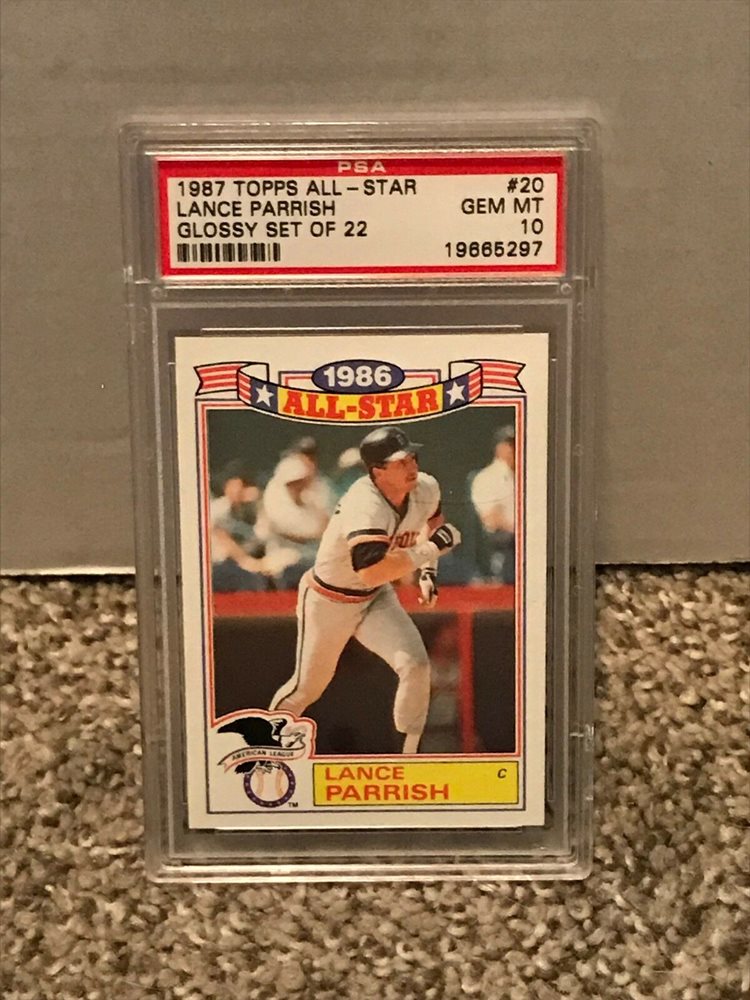 PSA
1987 TOPPS ALL-STAR #20
LANCE PARRISH GEM MT
GLOSSY SET OF 22 10
19665297
1986
ALL-STAR
AMERICAN LEAGUE
TM
LANCE C
PARRISH